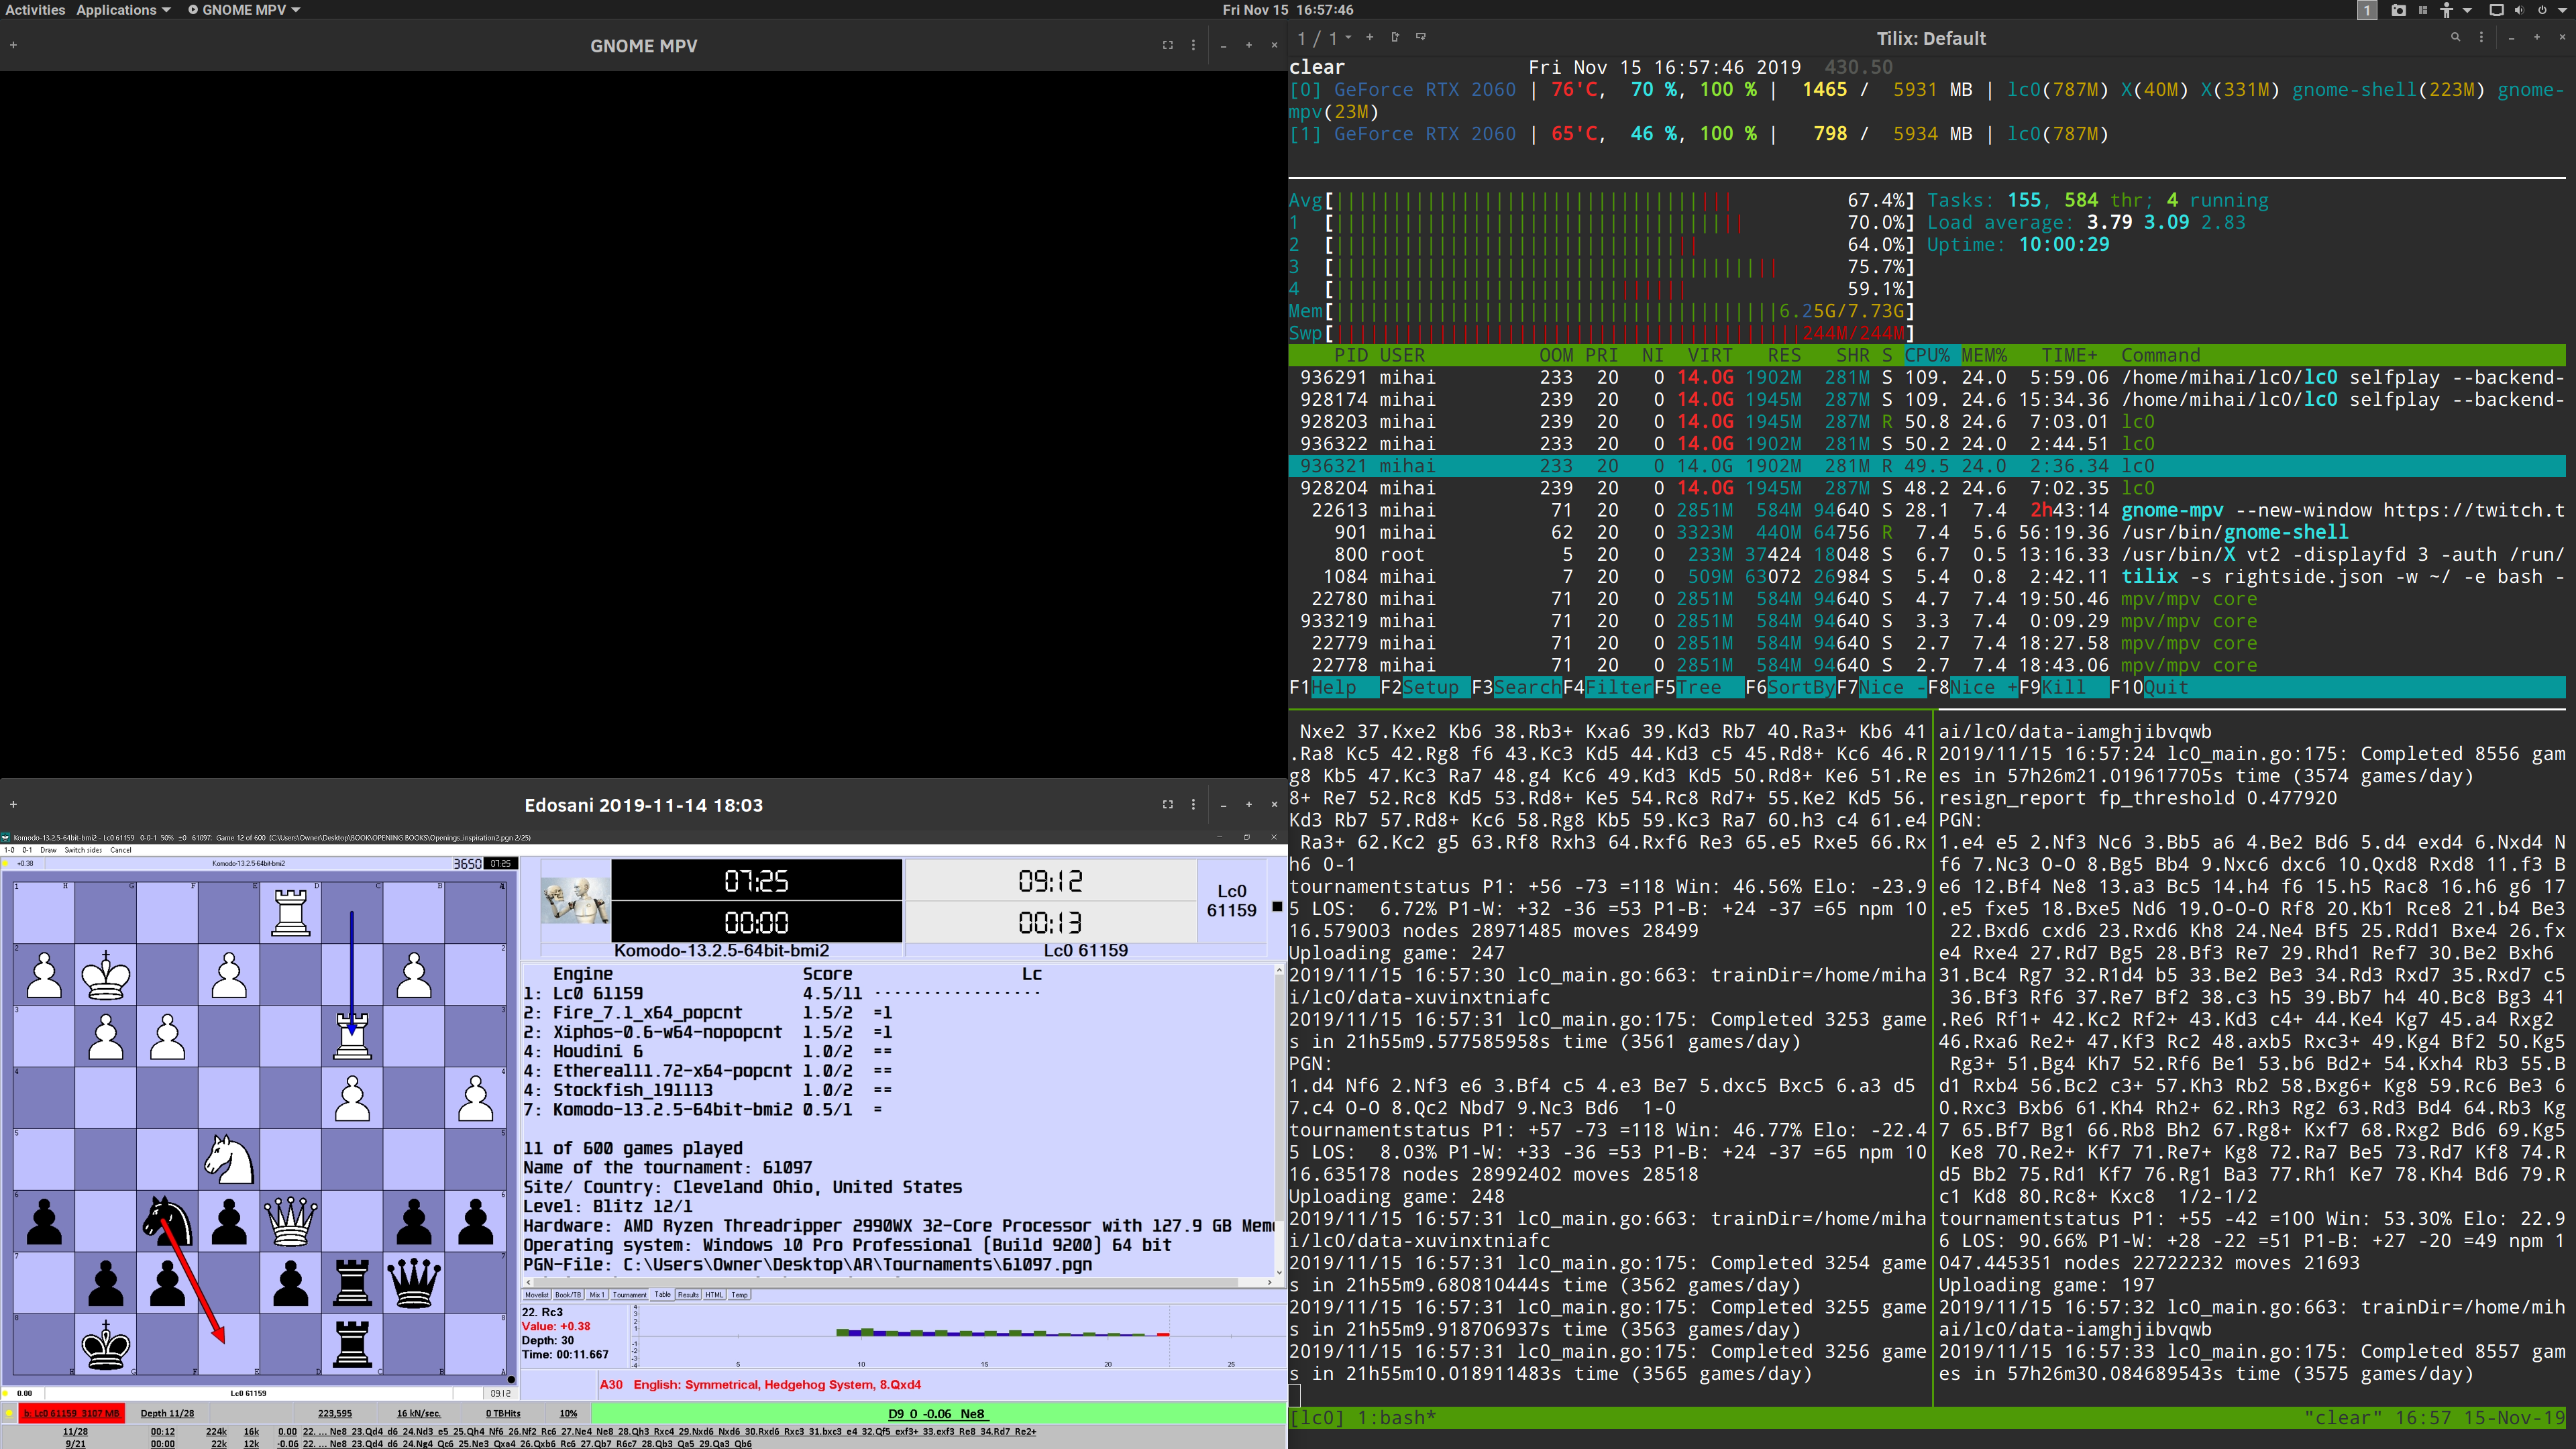 Activities Applications GNOME MPV Fri Nov 15 16:57:46 1
GNOME MPV
1 / 1 Tilix: Default
clear Fri Nov 15 16:57:46 2019 430.50
[0] GeForce RTX 2060 | 76'C, 70 %, 100 % | 1465 / 5931 MB | lc0(787M) X(40M) X(331M) gnome-shell(223M) gnome-
mpv(23M)
[1] GeForce RTX 2060 | 65'C, 46 %, 100 % | 798 / 5934 MB | lc0(787M)
Avg[ 67.4%] Tasks: 155, 584 thr; 4 running
1 [ 70.0%] Load average: 3.79 3.09 2.83
2 [ 64.0%] Uptime: 10:00:29
3 [ 75.7%]
4 [ 59.1%]
Mem[ 6.25G/7.73G]
Swp[ 244M/244M]
PID USER OOM PRI NI VIRT RES SHR S CPU% MEM% TIME+ Command
936291 mihai 233 20 0 14.0G 1902M 281M S 109. 24.0 5:59.06 /home/mihai/lc0/lc0 selfplay --backend-
928174 mihai 239 20 0 14.0G 1945M 287M S 109. 24.6 15:34.36 /home/mihai/lc0/lc0 selfplay --backend-
928203 mihai 239 20 0 14.0G 1945M 287M R 50.8 24.6 7:03.01 lc0
936322 mihai 233 20 0 14.0G 1902M 281M S 50.2 24.0 2:44.51 lc0
936321 mihai 233 20 0 14.0G 1902M 281M R 49.5 24.0 2:36.34 lc0
928204 mihai 239 20 0 14.0G 1945M 287M S 48.2 24.6 7:02.35 lc0
22613 mihai 71 20 0 2851M 584M 94640 S 28.1 7.4 2h43:14 gnome-mpv --new-window https://twitch.t
901 mihai 62 20 0 3323M 440M 64756 R 7.4 5.6 56:19.36 /usr/bin/gnome-shell
800 root 5 20 0 233M 37424 18048 S 6.7 0.5 13:16.33 /usr/bin/X vt2 -displayfd 3 -auth /run/
1084 mihai 7 20 0 509M 63072 26984 S 5.4 0.8 2:42.11 tilix -s rightside.json -w ~/ -e bash -
22780 mihai 71 20 0 2851M 584M 94640 S 4.7 7.4 19:50.46 mpv/mpv core
933219 mihai 71 20 0 2851M 584M 94640 S 3.3 7.4 0:09.29 mpv/mpv core
22779 mihai 71 20 0 2851M 584M 94640 S 2.7 7.4 18:27.58 mpv/mpv core
22778 mihai 71 20 0 2851M 584M 94640 S 2.7 7.4 18:43.06 mpv/mpv core
F1Help F2Setup F3SearchF4FilterF5Tree F6SortByF7Nice -F8Nice +F9Kill F10Quit
Nxe2 37.Kxe2 Kb6 38.Rb3+ Kxa6 39.Kd3 Rb7 40.Ra3+ Kb6 41
.Ra8 Kc5 42.Rg8 f6 43.Kc3 Kd5 44.Kd3 c5 45.Rd8+ Kc6 46.R
g8 Kb5 47.Kc3 Ra7 48.g4 Kc6 49.Kd3 Kd5 50.Rd8+ Ke6 51.Re
8+ Re7 52.Rc8 Kd5 53.Rd8+ Ke5 54.Rc8 Rd7+ 55.Ke2 Kd5 56.
Kd3 Rb7 57.Rd8+ Kc6 58.Rg8 Kb5 59.Kc3 Ra7 60.h3 c4 61.e4
Ra3+ 62.Kc2 g5 63.Rf8 Rxh3 64.Rxf6 Re3 65.e5 Rxe5 66.Rx
h6 0-1
tournamentstatus P1: +56 -73 =118 Win: 46.56% Elo: -23.9
5 LOS: 6.72% P1-W: +32 -36 =53 P1-B: +24 -37 =65 npm 10
16.579003 nodes 28971485 moves 28499
Uploading game: 247
2019/11/15 16:57:30 lc0_main.go:663: trainDir=/home/miha
i/lc0/data-xuvinxtniafc
2019/11/15 16:57:31 lc0_main.go:175: Completed 3253 game
s in 21h55m9.577585958s time (3561 games/day)
PGN:
1.d4 Nf6 2.Nf3 e6 3.Bf4 c5 4.e3 Be7 5.dxc5 Bxc5 6.a3 d5
7.c4 O-O 8.Qc2 Nbd7 9.Nc3 Bd6 1-0
tournamentstatus P1: +57 -73 =118 Win: 46.77% Elo: -22.4
5 LOS: 8.03% P1-W: +33 -36 =53 P1-B: +24 -37 =65 npm 10
16.635178 nodes 28992402 moves 28518
Uploading game: 248
2019/11/15 16:57:31 lc0_main.go:663: trainDir=/home/miha
i/lc0/data-xuvinxtniafc
2019/11/15 16:57:31 lc0_main.go:175: Completed 3254 game
s in 21h55m9.680810444s time (3562 games/day)
2019/11/15 16:57:31 lc0_main.go:175: Completed 3255 game
s in 21h55m9.918706937s time (3563 games/day)
2019/11/15 16:57:31 lc0_main.go:175: Completed 3256 game
s in 21h55m10.018911483s time (3565 games/day)
ai/lc0/data-iamghjibvqwb
2019/11/15 16:57:24 lc0_main.go:175: Completed 8556 gam
es in 57h26m21.019617705s time (3574 games/day)
resign_report fp_threshold 0.477920
PGN:
1.e4 e5 2.Nf3 Nc6 3.Bb5 a6 4.Be2 Bd6 5.d4 exd4 6.Nxd4 N
f6 7.Nc3 O-O 8.Bg5 Bb4 9.Nxc6 dxc6 10.Qxd8 Rxd8 11.f3 B
e6 12.Bf4 Ne8 13.a3 Bc5 14.h4 f6 15.h5 Rac8 16.h6 g6 17
.e5 fxe5 18.Bxe5 Nd6 19.O-O-O Rf8 20.Kb1 Rce8 21.b4 Be3
22.Bxd6 cxd6 23.Rxd6 Kh8 24.Ne4 Bf5 25.Rdd1 Bxe4 26.fx
e4 Rxe4 27.Rd7 Bg5 28.Bf3 Re7 29.Rhd1 Ref7 30.Be2 Bxh6
31.Bc4 Rg7 32.R1d4 b5 33.Be2 Be3 34.Rd3 Rxd7 35.Rxd7 c5
36.Bf3 Rf6 37.Re7 Bf2 38.c3 h5 39.Bb7 h4 40.Bc8 Bg3 41
.Re6 Rf1+ 42.Kc2 Rf2+ 43.Kd3 c4+ 44.Ke4 Kg7 45.a4 Rxg2
46.Rxa6 Re2+ 47.Kf3 Rc2 48.axb5 Rxc3+ 49.Kg4 Bf2 50.Kg5
Rg3+ 51.Bg4 Kh7 52.Rf6 Be1 53.b6 Bd2+ 54.Kxh4 Rb3 55.B
d1 Rxb4 56.Bc2 c3+ 57.Kh3 Rb2 58.Bxg6+ Kg8 59.Rc6 Be3 6
0.Rxc3 Bxb6 61.Kh4 Rh2+ 62.Rh3 Rg2 63.Rd3 Bd4 64.Rb3 Kg
7 65.Bf7 Bg1 66.Rb8 Bh2 67.Rg8+ Kxf7 68.Rxg2 Bd6 69.Kg5
Ke8 70.Re2+ Kf7 71.Re7+ Kg8 72.Ra7 Be5 73.Rd7 Kf8 74.R
d5 Bb2 75.Rd1 Kf7 76.Rg1 Ba3 77.Rh1 Ke7 78.Kh4 Bd6 79.R
c1 Kd8 80.Rc8+ Kxc8 1/2-1/2
tournamentstatus P1: +55 -42 =100 Win: 53.30% Elo: 22.9
6 LOS: 90.66% P1-W: +28 -22 =51 P1-B: +27 -20 =49 npm 1
047.445351 nodes 22722232 moves 21693
Uploading game: 197
2019/11/15 16:57:32 lc0_main.go:663: trainDir=/home/mih
ai/lc0/data-iamghjibvqwb
2019/11/15 16:57:33 lc0_main.go:175: Completed 8557 gam
es in 57h26m30.084689543s time (3575 games/day)
[lc0] 1:bash* "clear" 16:57 15-Nov-19
Edosani 2019-11-14 18:03
Komodo-13.2.5-64bit-bmi2 - Lc0 61159 0-0-1 50% ±0 61097: Game 12 of 600 (C:\Users\Owner\Desktop\BOOK\OPENING BOOKS\Openings_inspiration2.pgn 2/25)
1-0 0-1 Draw Switch sides Cancel
+0.38 Komodo-13.2.5-64bit-bmi2 3650 07:25
07:25 09:12 Lc0
00:00 00:13 61159
Komodo-13.2.5-64bit-bmi2 Lc0 61159
Engine Score Lc
1: Lc0 61159 4.5/11 - - - - - - - - - - - - - - - - -
2: Fire_7.1_x64_popcnt 1.5/2 =1
2: Xiphos-0.6-w64-nopopcnt 1.5/2 =1
4: Houdini 6 1.0/2 ==
4: Ethereal11.72-x64-popcnt 1.0/2 ==
4: Stockfish_191113 1.0/2 ==
7: Komodo-13.2.5-64bit-bmi2 0.5/1 =
11 of 600 games played
Name of the tournament: 61097
Site/ Country: Cleveland Ohio, United States
Level: Blitz 12/1
Hardware: AMD Ryzen Threadripper 2990WX 32-Core Processor with 127.9 GB Mem
Operating system: Windows 10 Pro Professional (Build 9200) 64 bit
PGN-File: C:\Users\Owner\Desktop\AR\Tournaments\61097.pgn
Movelist Book/TB Mix 1 Tournament Table Results HTML Temp
22. Rc3
Value: +0.38
Depth: 30
Time: 00:11.667
5 10 15 20 25
A30 English: Symmetrical, Hedgehog System, 8.Qxd4
0.00 Lc0 61159 09:12
b: Lc0 61159 3107 MB Depth 11/28 223,595 16 kN/sec. 0 TBHits 10% D9 0 -0.06 Ne8
11/28 00:12 224k 16k 0.00 22. ... Ne8 23.Qd4 d6 24.Nd3 e5 25.Qh4 Nf6 26.Nf2 Rc6 27.Ne4 Ne8 28.Qh3 Rxc4 29.Nxd6 Nxd6 30.Rxd6 Rxc3 31.bxc3 e4 32.Qf5 exf3+ 33.exf3 Re8 34.Rd7 Re2+
9/21 00:00 22k 12k -0.06 22. ... Ne8 23.Qd4 d6 24.Ng4 Qc6 25.Ne3 Qxa4 26.Qxb6 Rc6 27.Qb7 R6c7 28.Qb3 Qa5 29.Qa3 Qb6